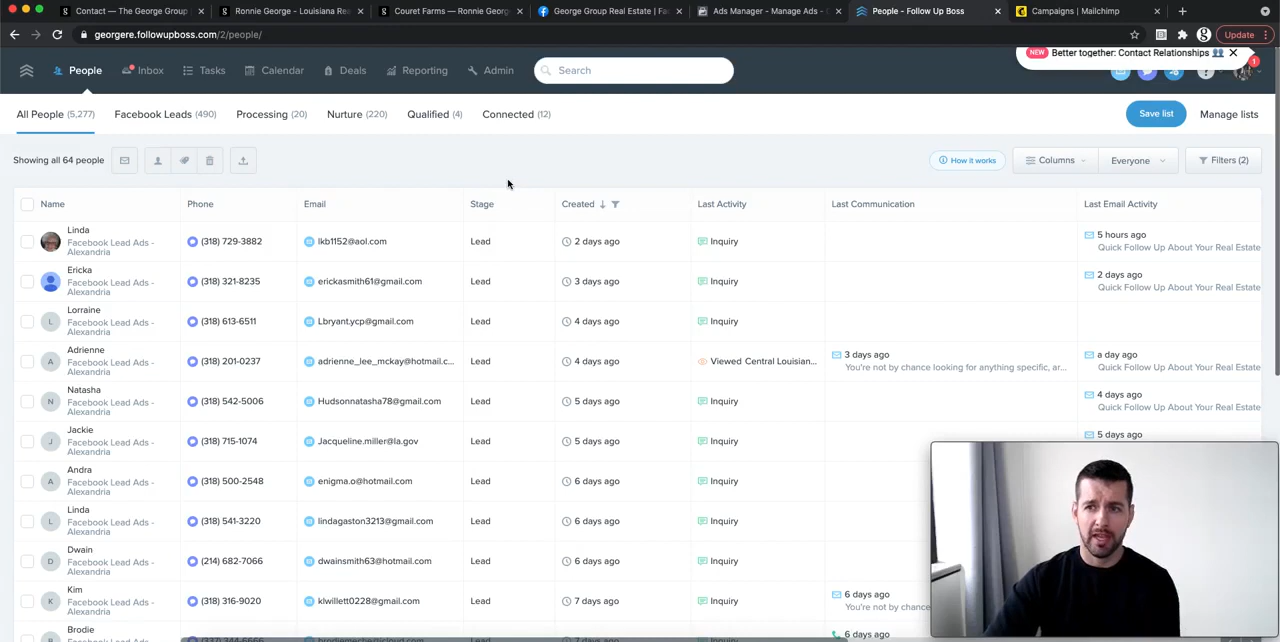 Contact — The George Group
Ronnie George - Louisiana Rea
Couret Farms — Ronnie Georg
George Group Real Estate | Fa
Ads Manager - Manage Ads -
People - Follow Up Boss
Campaigns | Mailchimp
georgere.followupboss.com/2/people/
Update
NEW Better together: Contact Relationships
People
Inbox
Tasks
Calendar
Deals
Reporting
Admin
Search
1
All People (5,277)
Facebook Leads (490)
Processing (20)
Nurture (220)
Qualified (4)
Connected (12)
Save list
Manage lists
Showing all 64 people
How it works
Columns
Everyone
Filters (2)
Name Phone Email Stage Created Last Activity Last Communication Last Email Activity
Linda
Facebook Lead Ads -
Alexandria
(318) 729-3882
lkb1152@aol.com
Lead
2 days ago
Inquiry
5 hours ago
Quick Follow Up About Your Real Estate
Ericka
Facebook Lead Ads -
Alexandria
(318) 321-8235
erickasmith61@gmail.com
Lead
3 days ago
Inquiry
2 days ago
Quick Follow Up About Your Real Estate
Lorraine
Facebook Lead Ads -
Alexandria
L
(318) 613-6511
Lbryant.ycp@gmail.com
Lead
4 days ago
Inquiry
Adrienne
Facebook Lead Ads -
Alexandria
A
(318) 201-0237
adrienne_lee_mckay@hotmail.c...
Lead
4 days ago
Viewed Central Louisian...
3 days ago
You're not by chance looking for anything specific, ar...
a day ago
Quick Follow Up About Your Real Estate
Natasha
Facebook Lead Ads -
Alexandria
N
(318) 542-5006
Hudsonnatasha78@gmail.com
Lead
5 days ago
Inquiry
4 days ago
Quick Follow Up About Your Real Estate
Jackie
Facebook Lead Ads -
Alexandria
J
(318) 715-1074
Jacqueline.miller@la.gov
Lead
5 days ago
Inquiry
5 days ago
Andra
Facebook Lead Ads -
Alexandria
A
(318) 500-2548
enigma.o@hotmail.com
Lead
6 days ago
Inquiry
Linda
Facebook Lead Ads -
Alexandria
L
(318) 541-3220
lindagaston3213@gmail.com
Lead
6 days ago
Inquiry
Dwain
Facebook Lead Ads -
Alexandria
D
(214) 682-7066
dwainsmith63@hotmail.com
Lead
6 days ago
Inquiry
Kim
Facebook Lead Ads -
Alexandria
K
(318) 316-9020
klwillett0228@gmail.com
Lead
7 days ago
Inquiry
6 days ago
You're not by chance
Brodie
6 days ago